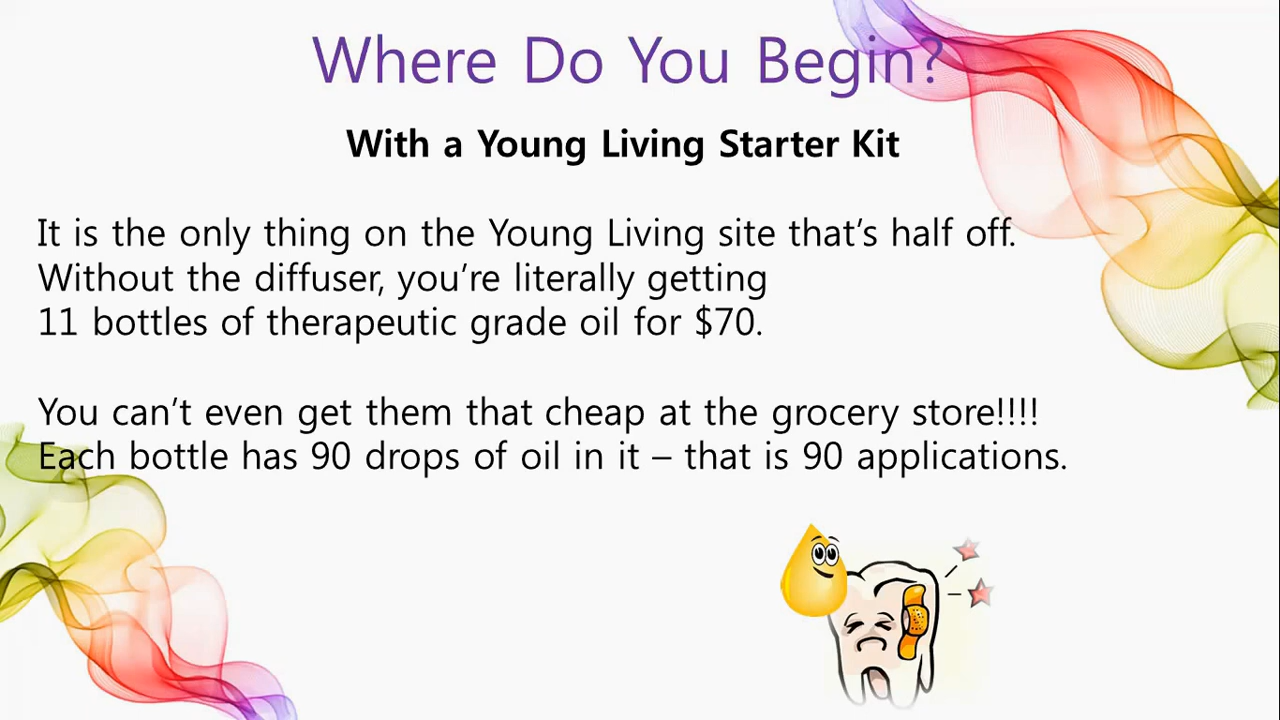 Where Do You Begin?
With a Young Living Starter Kit
It is the only thing on the Young Living site that’s half off.
Without the diffuser, you’re literally getting
11 bottles of therapeutic grade oil for $70.
You can’t even get them that cheap at the grocery store!!!!
Each bottle has 90 drops of oil in it – that is 90 applications.